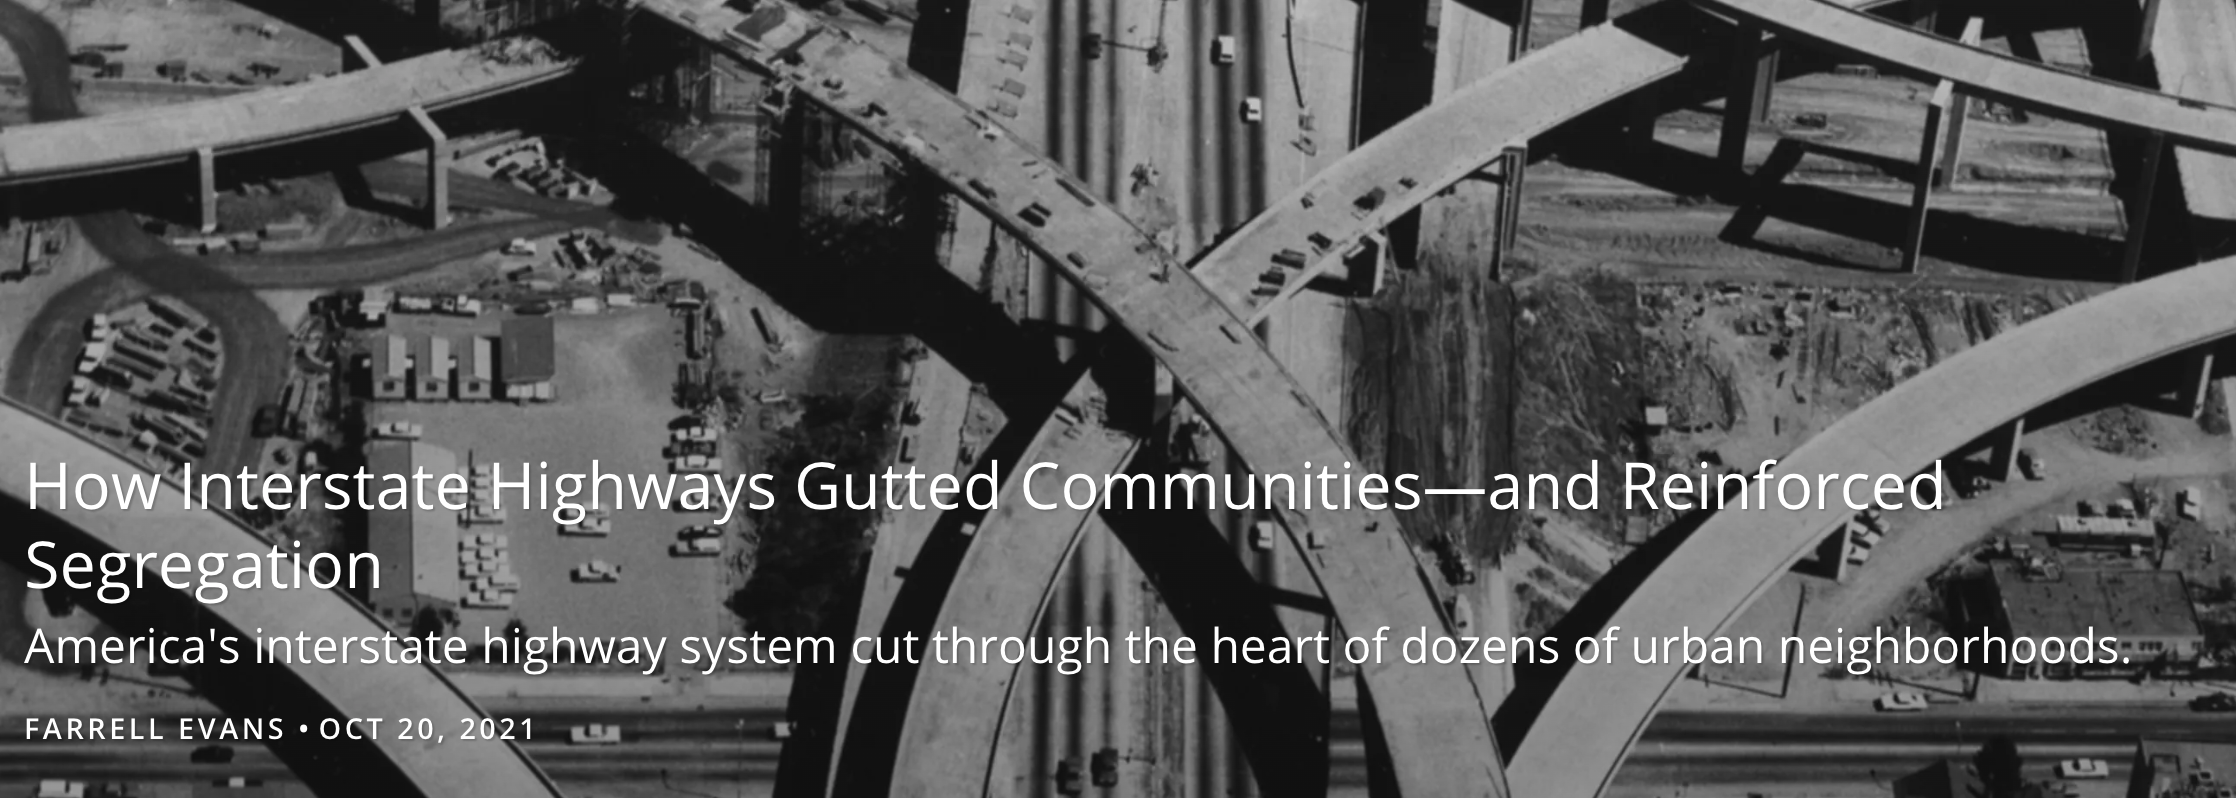 How Interstate Highways Gutted Communities—and Reinforced
Segregation
America's interstate highway system cut through the heart of dozens of urban neighborhoods.
FARRELL EVANS • OCT 20, 2021